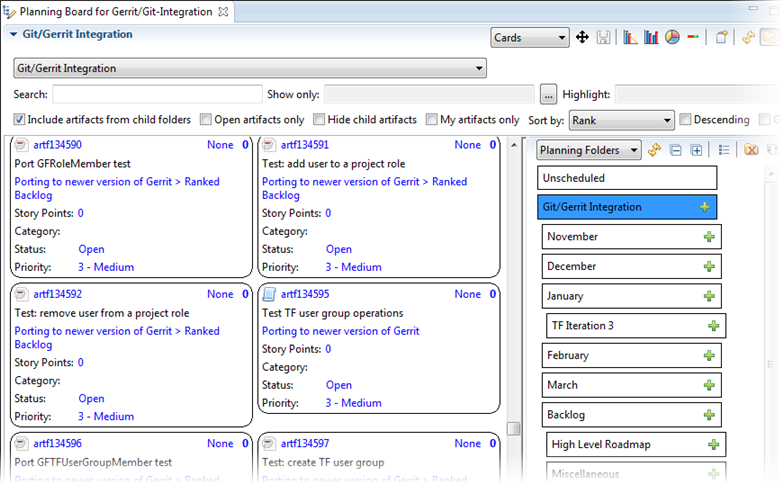 Planning Board for Gerrit/Git-Integration
Git/Gerrit Integration
Cards
Git/Gerrit Integration
Search:
Show only:
...
Highlight:
Include artifacts from child folders
Open artifacts only
Hide child artifacts
My artifacts only
Sort by:
Rank
Descending
artf134590 None 0
Port GFRoleMember test
Porting to newer version of Gerrit > Ranked
Backlog
Story Points: 0
Category:
Status: Open
Priority: 3 - Medium
artf134591 None 0
Test: add user to a project role
Porting to newer version of Gerrit > Ranked
Backlog
Story Points: 0
Category:
Status: Open
Priority: 3 - Medium
artf134592 None 0
Test: remove user from a project role
Porting to newer version of Gerrit > Ranked
Backlog
Story Points: 0
Category:
Status: Open
Priority: 3 - Medium
artf134595 None 0
Test TF user group operations
Porting to newer version of Gerrit
Story Points: 0
Category:
Status: Open
Priority: 3 - Medium
artf134596 None 0
Port GFTFUserGroupMember test
artf134597 None 0
Test: create TF user group
Planning Folders
Unscheduled
Git/Gerrit Integration
November
December
January
TF Iteration 3
February
March
Backlog
High Level Roadmap
Miscellaneous